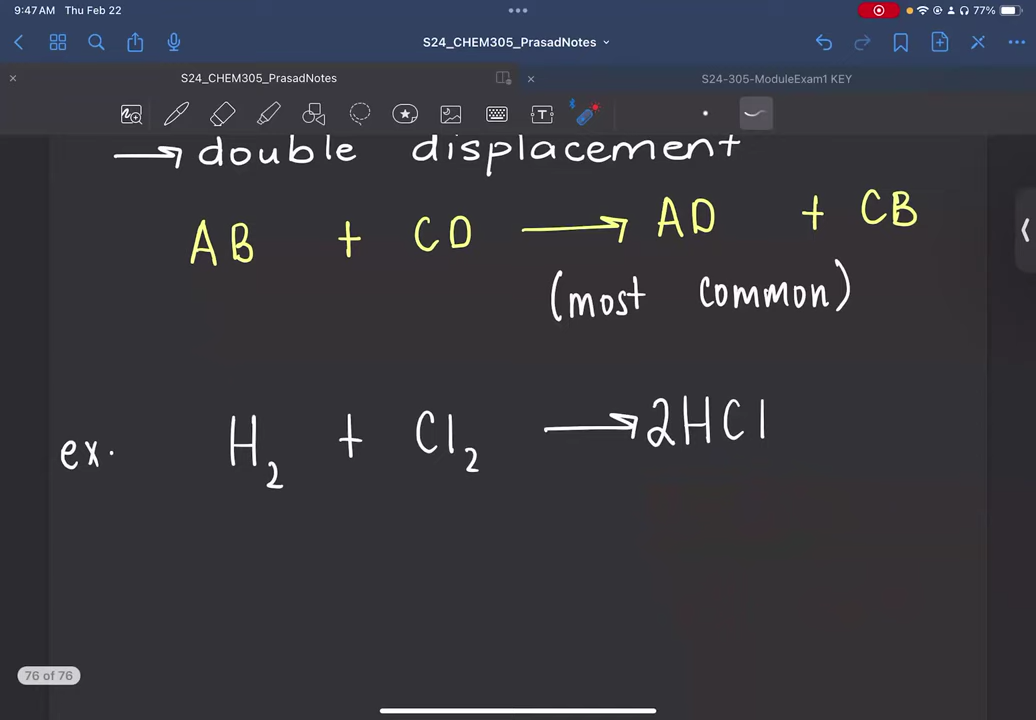 9:47 AM Thu Feb 22 77%
S24_CHEM305_PrasadNotes
S24_CHEM305_PrasadNotes S24-305-ModuleExam1 KEY
→ double displacement
AB + CD → AD + CB
(most common)
ex. H₂ + Cl₂ → 2HCl
76 of 76